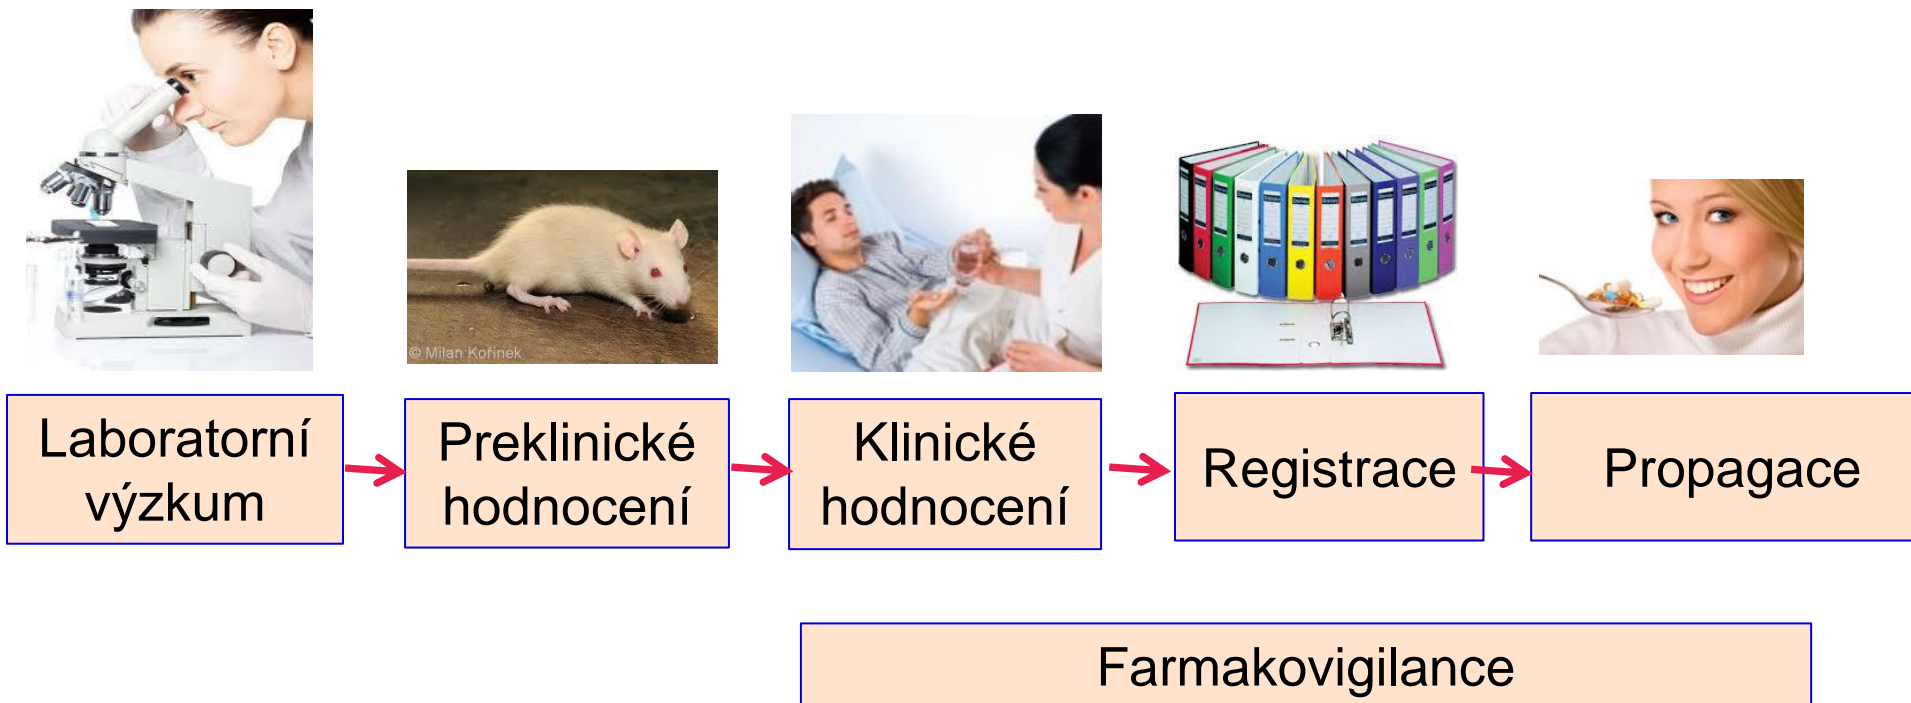 © Milan Kořínek
Laboratorní
výzkum
Preklinické
hodnocení
Klinické
hodnocení
Registrace
Propagace
Farmakovigilance